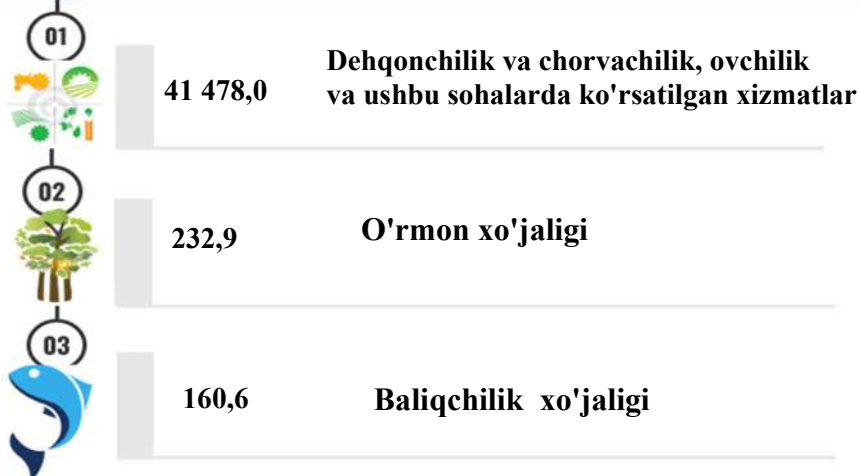 01
41 478,0
Dehqonchilik va chorvachilik, ovchilik
va ushbu sohalarda ko'rsatilgan xizmatlar
02
232,9
O'rmon xo'jaligi
03
160,6
Baliqchilik xo'jaligi